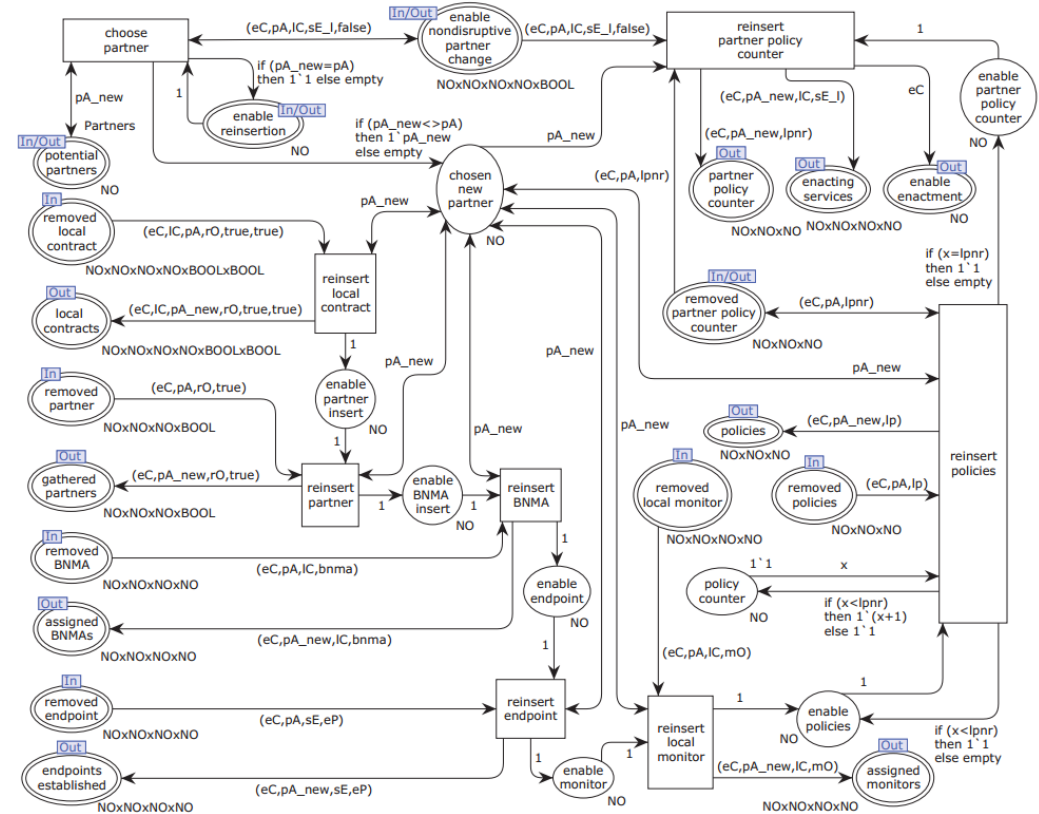 choose
partner
In/Out
enable
nondisruptive
partner
change
NOxNOxNOxNOxBOOL
reinsert
partner policy
counter
(eC,pA,lC,sE_I,false)
(eC,pA,lC,sE_I,false)
1
enable
partner
policy
counter
NO
if (pA_new=pA)
then 1`1 else empty
1
In/Out
enable
reinsertion
NO
pA_new
Partners
In/Out
potential
partners
NO
if (pA_new<>pA)
then 1`pA_new
else empty
pA_new
(eC,pA_new,lC,sE_I)
eC
(eC,pA_new,lpnr)
(eC,pA,lpnr)
Out
partner
policy
counter
NOxNOxNO
Out
enacting
services
NOxNOxNOxNO
Out
enable
enactment
NO
chosen
new
partner
NO
pA_new
In
removed
local
contract
NOxNOxNOxNOxBOOLxBOOL
(eC,lC,pA,rO,true,true)
reinsert
local
contract
if (x=lpnr)
then 1`1
else empty
In/Out
removed
partner policy
counter
NOxNOxNO
(eC,pA,lpnr)
Out
local
contracts
NOxNOxNOxNOxBOOLxBOOL
(eC,lC,pA_new,rO,true,true)
1
enable
partner
insert
NO
1
pA_new
pA_new
pA_new
In
removed
partner
NOxNOxNOxBOOL
(eC,pA,rO,true)
pA_new
pA_new
Out
policies
NOxNOxNO
(eC,pA_new,lp)
reinsert
policies
Out
gathered
partners
NOxNOxNOxBOOL
(eC,pA_new,rO,true)
reinsert
partner
1
enable
BNMA
insert
NO
1
reinsert
BNMA
In
removed
local monitor
NOxNOxNOxNO
In
removed
policies
NOxNOxNO
(eC,pA,lp)
In
removed
BNMA
NOxNOxNOxNO
(eC,pA,lC,bnma)
1
enable
endpoint
NO
1
policy
counter
NO
1`1
x
if (x<lpnr)
then 1`(x+1)
else 1`1
Out
assigned
BNMAs
NOxNOxNOxNO
(eC,pA_new,lC,bnma)
(eC,pA,lC,mO)
In
removed
endpoint
NOxNOxNOxNO
(eC,pA,sE,eP)
reinsert
endpoint
reinsert
local
monitor
1
enable
policies
NO
1
if (x<lpnr)
then 1`1
else empty
Out
endpoints
established
NOxNOxNOxNO
(eC,pA_new,sE,eP)
1
enable
monitor
NO
1
(eC,pA_new,lC,mO)
Out
assigned
monitors
NOxNOxNOxNO